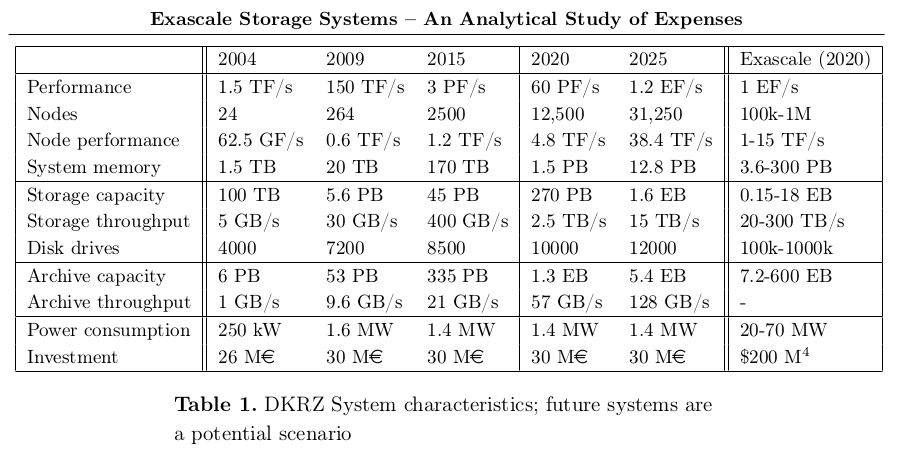 Exascale Storage Systems – An Analytical Study of Expenses
2004 2009 2015 2020 2025 Exascale (2020)
Performance 1.5 TF/s 150 TF/s 3 PF/s 60 PF/s 1.2 EF/s 1 EF/s
Nodes 24 264 2500 12,500 31,250 100k-1M
Node performance 62.5 GF/s 0.6 TF/s 1.2 TF/s 4.8 TF/s 38.4 TF/s 1-15 TF/s
System memory 1.5 TB 20 TB 170 TB 1.5 PB 12.8 PB 3.6-300 PB
Storage capacity 100 TB 5.6 PB 45 PB 270 PB 1.6 EB 0.15-18 EB
Storage throughput 5 GB/s 30 GB/s 400 GB/s 2.5 TB/s 15 TB/s 20-300 TB/s
Disk drives 4000 7200 8500 10000 12000 100k-1000k
Archive capacity 6 PB 53 PB 335 PB 1.3 EB 5.4 EB 7.2-600 EB
Archive throughput 1 GB/s 9.6 GB/s 21 GB/s 57 GB/s 128 GB/s -
Power consumption 250 kW 1.6 MW 1.4 MW 1.4 MW 1.4 MW 20-70 MW
Investment 26 M€ 30 M€ 30 M€ 30 M€ 30 M€ $200 M⁴
Table 1. DKRZ System characteristics; future systems are
a potential scenario